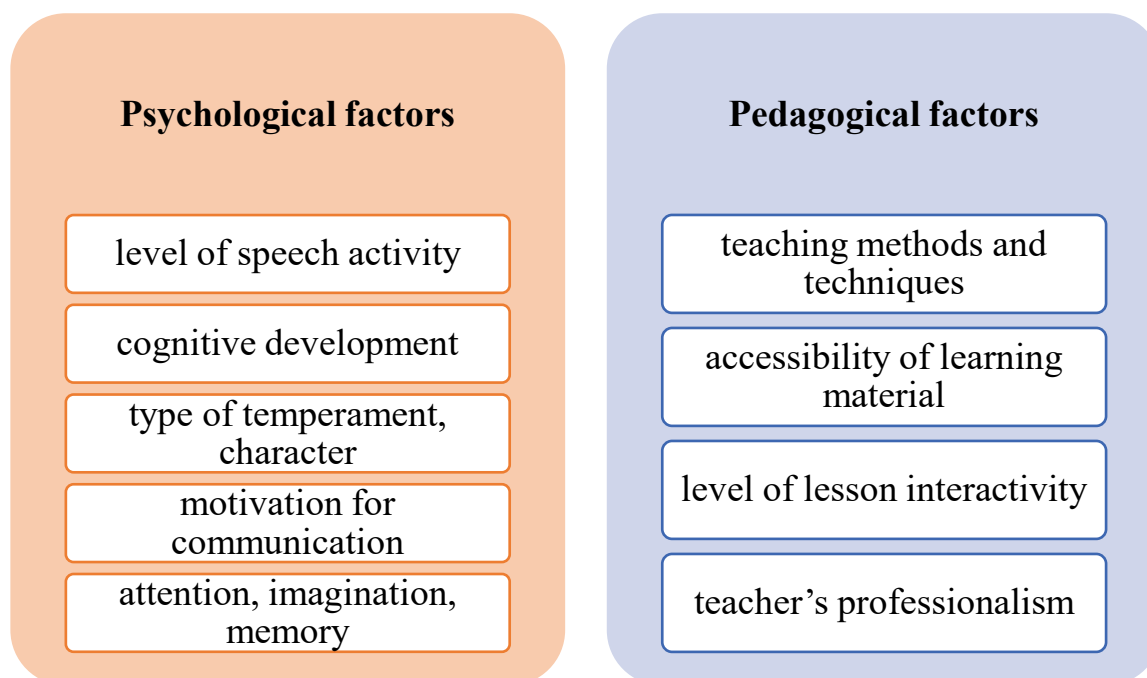 Psychological factors
level of speech activity
cognitive development
type of temperament,
character
motivation for
communication
attention, imagination,
memory
Pedagogical factors
teaching methods and
techniques
accessibility of learning
material
level of lesson interactivity
teacher’s professionalism